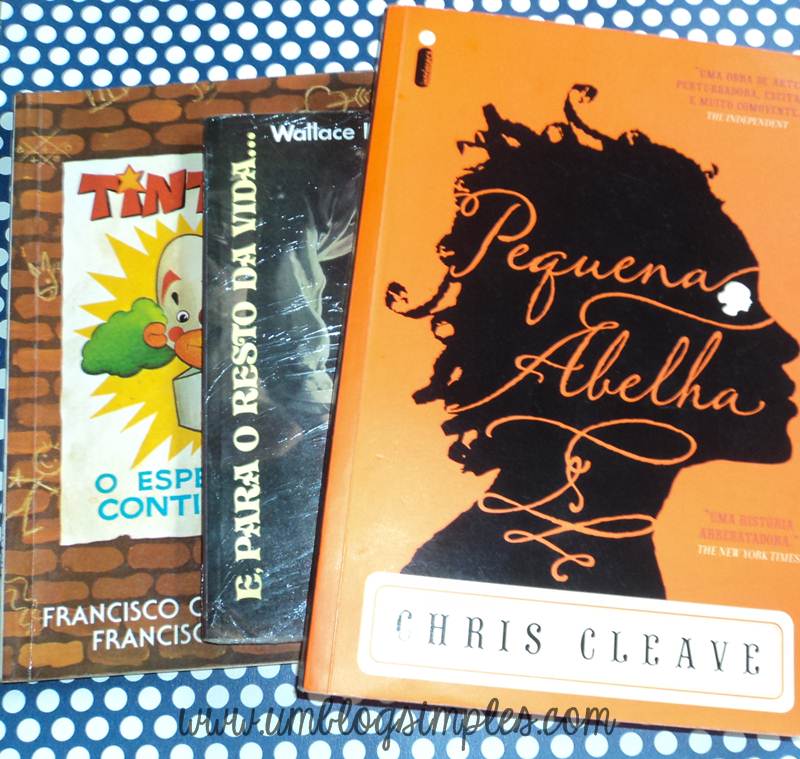 TINT
O ESPE
CONTI
FRANCISCO C
FRANCISC
Wallace
E, PARA O RESTO DA VIDA...
"UMA OBRA DE ARTE
PERTURBADORA, EXCITA
E MUITO COMOVENTE
THE INDEPENDENT
Pequena
Abelha
"UMA HISTÓRIA
ARREBATADORA."
THE NEW YORK TIMES
CHRIS CLEAVE
www.umblogsimples.com